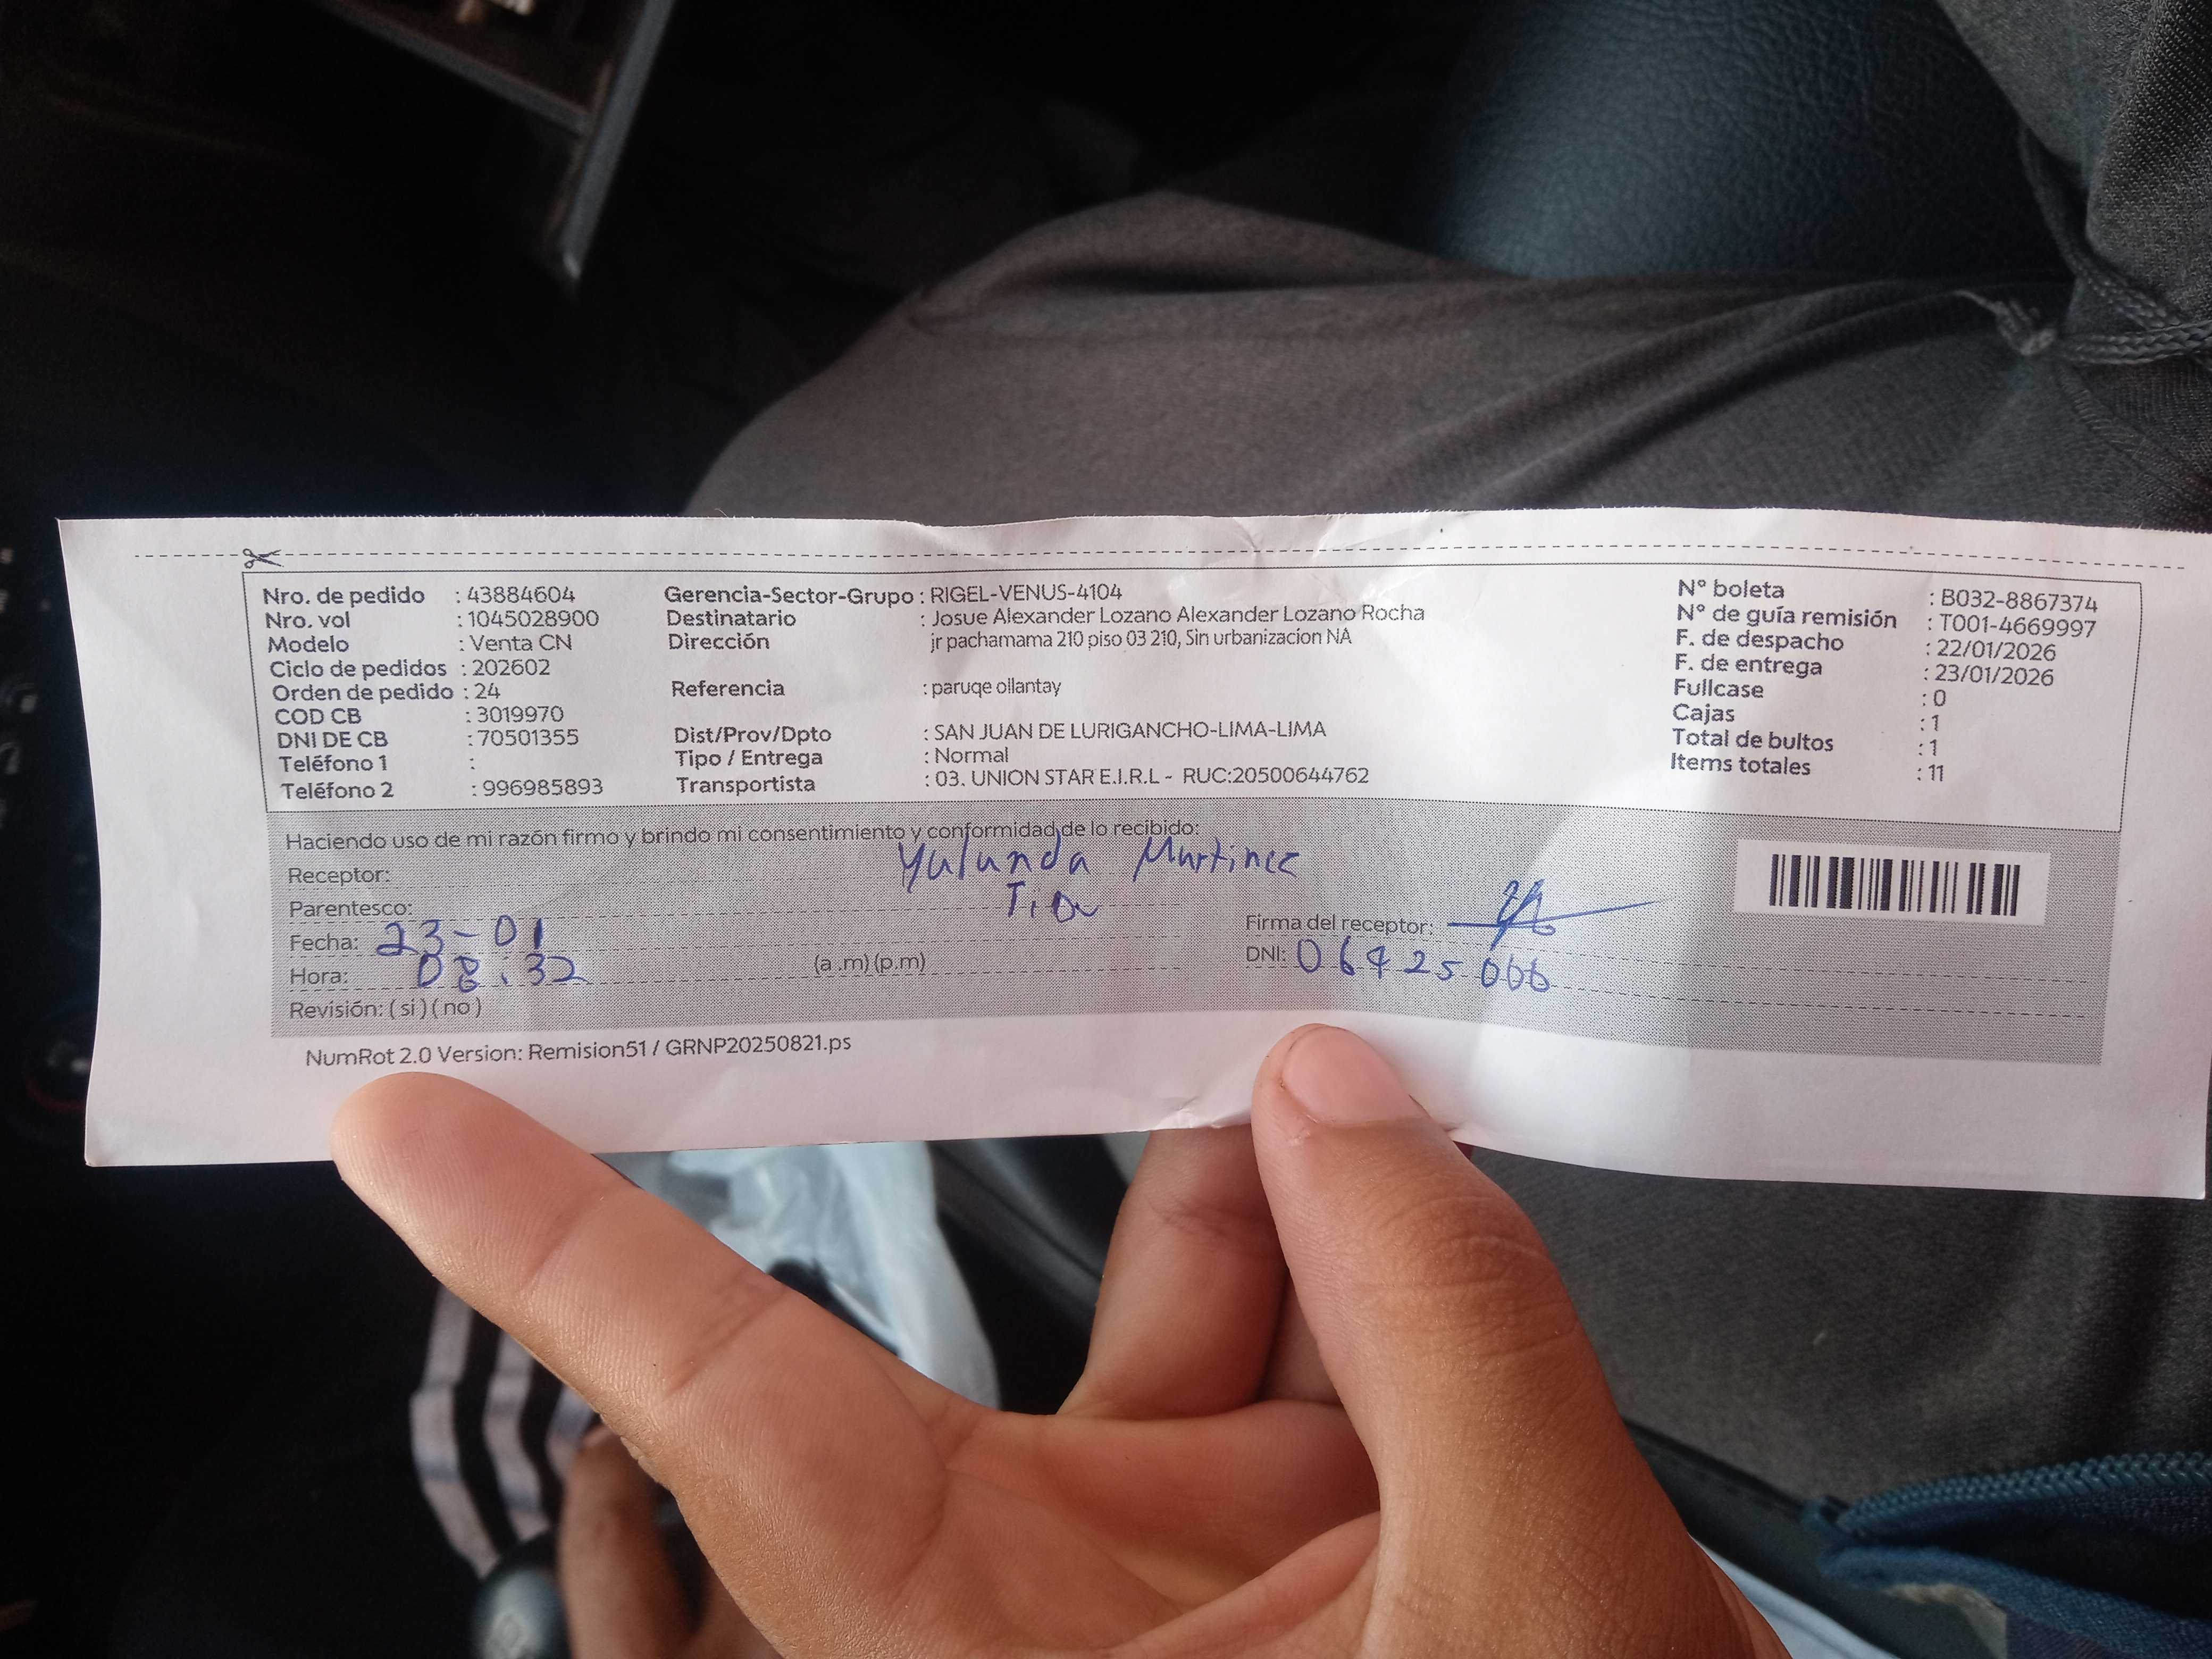 Nro. de pedido : 43884604
Nro. vol : 1045028900
Modelo : Venta CN
Ciclo de pedidos : 202602
Orden de pedido : 24
COD CB : 3019970
DNI DE CB : 70501355
Teléfono 1 :
Teléfono 2 : 996985893
Gerencia-Sector-Grupo : RIGEL-VENUS-4104
Destinatario : Josue Alexander Lozano Alexander Lozano Rocha
Dirección jr pachamama 210 piso 03 210, Sin urbanizacion NA
Referencia : paruqe ollantay
Dist/Prov/Dpto : SAN JUAN DE LURIGANCHO-LIMA-LIMA
Tipo / Entrega : Normal
Transportista : 03. UNION STAR E.I.R.L - RUC:20500644762
N° boleta : B032-8867374
N° de guía remisión : T001-4669997
F. de despacho : 22/01/2026
F. de entrega : 23/01/2026
Fullcase : 0
Cajas : 1
Total de bultos : 1
Items totales : 11
Haciendo uso de mi razón firmo y brindo mi consentimiento y conformidad de lo recibido:
Receptor: Yulunda Martinez
Parentesco: Tia
Fecha: 23-01
Hora: 08:32 (a .m) (p.m)
Revisión: ( si ) ( no )
Firma del receptor:
DNI: 06425066
NumRot 2.0 Version: Remision51 / GRNP20250821.ps